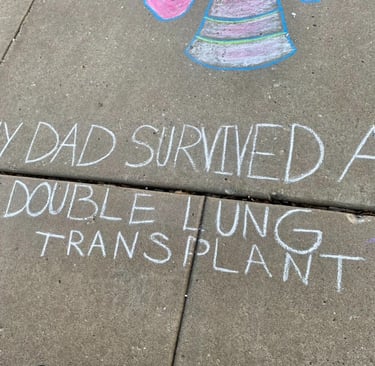 Y DAD SURVIVED A
DOUBLE LUNG
TRANSPLANT